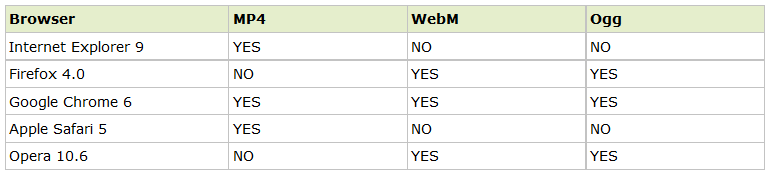 Browser MP4 WebM Ogg
Internet Explorer 9 YES NO NO
Firefox 4.0 NO YES YES
Google Chrome 6 YES YES YES
Apple Safari 5 YES NO NO
Opera 10.6 NO YES YES